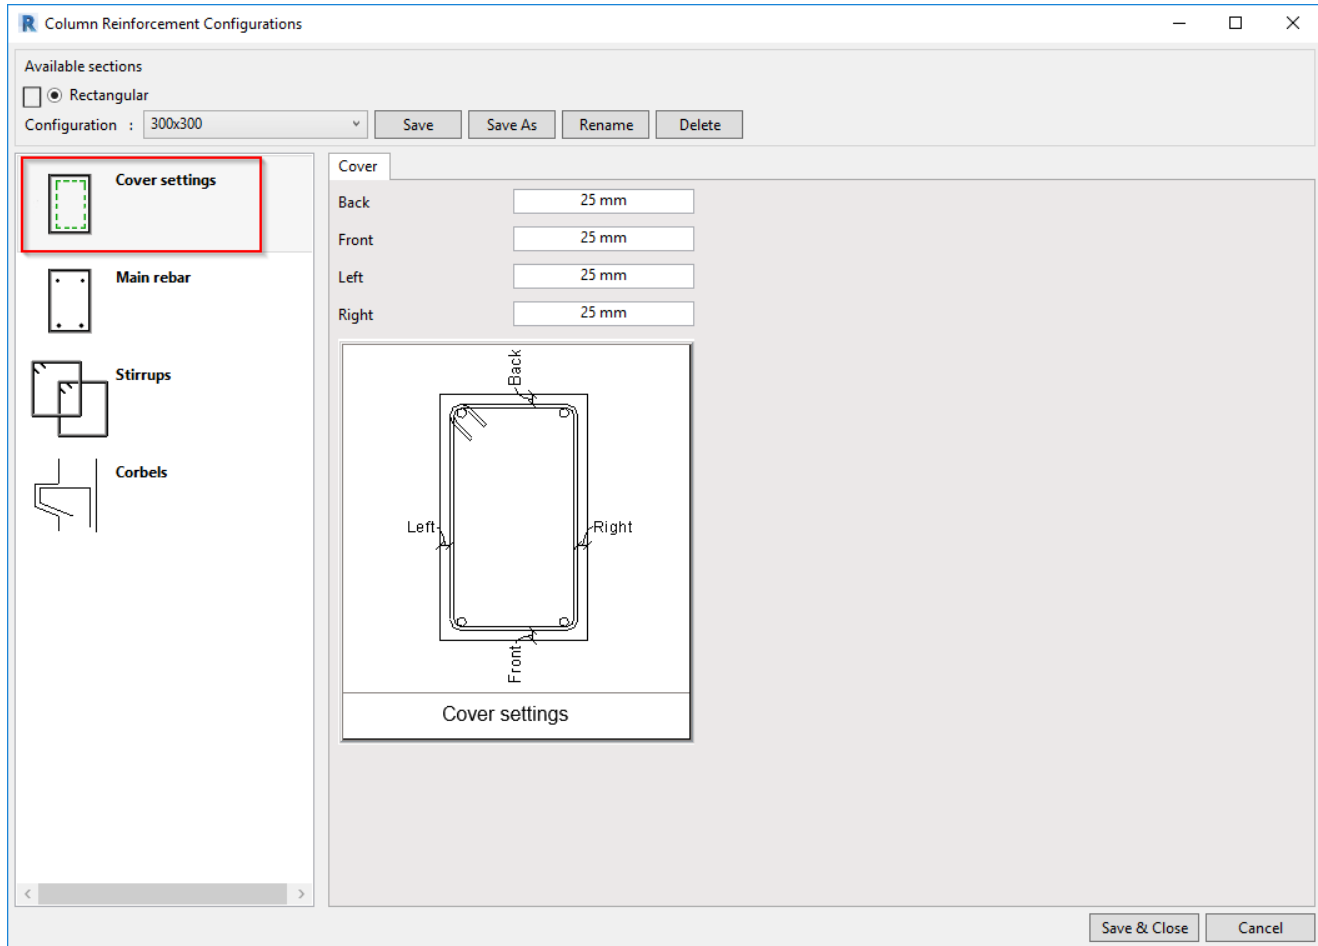 R Column Reinforcement Configurations
Available sections
Rectangular
Configuration : 300x300 Save Save As Rename Delete
Cover settings
Main rebar
Stirrups
Corbels
Cover
Back 25 mm
Front 25 mm
Left 25 mm
Right 25 mm
Back
Left Right
Front
Cover settings
Save & Close Cancel